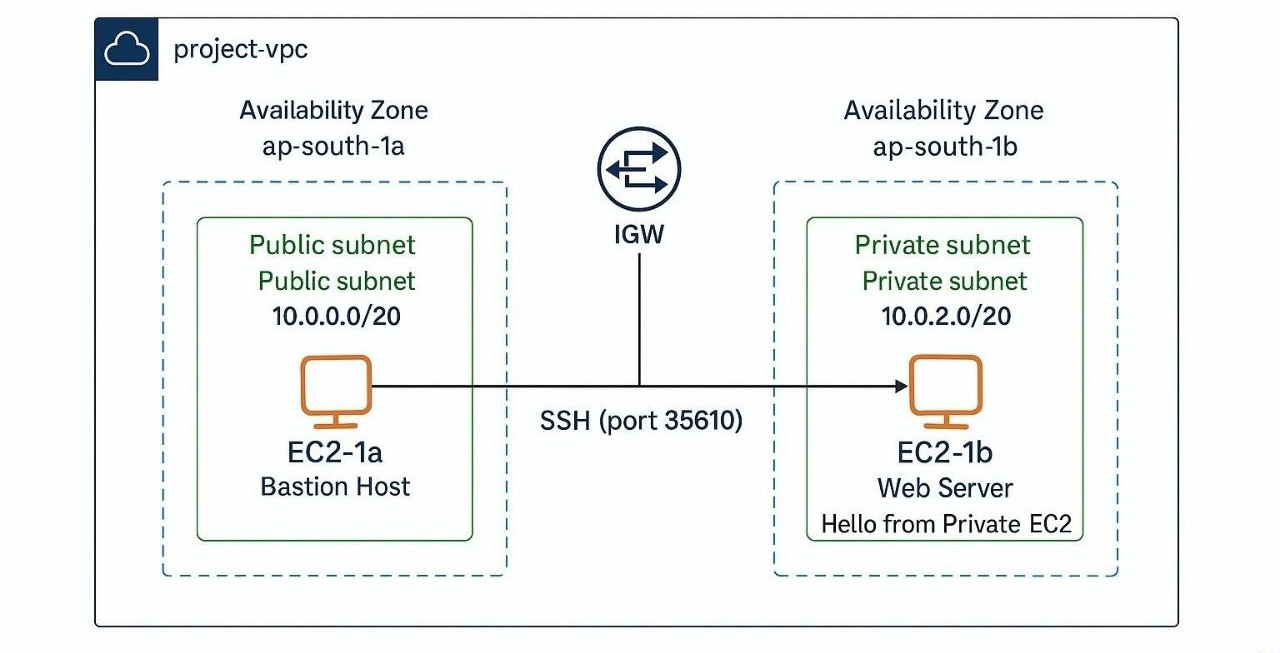 project-vpc
Availability Zone
ap-south-1a
Availability Zone
ap-south-1b
IGW
Public subnet
Public subnet
10.0.0.0/20
Private subnet
Private subnet
10.0.2.0/20
SSH (port 35610)
EC2-1a
Bastion Host
EC2-1b
Web Server
Hello from Private EC2